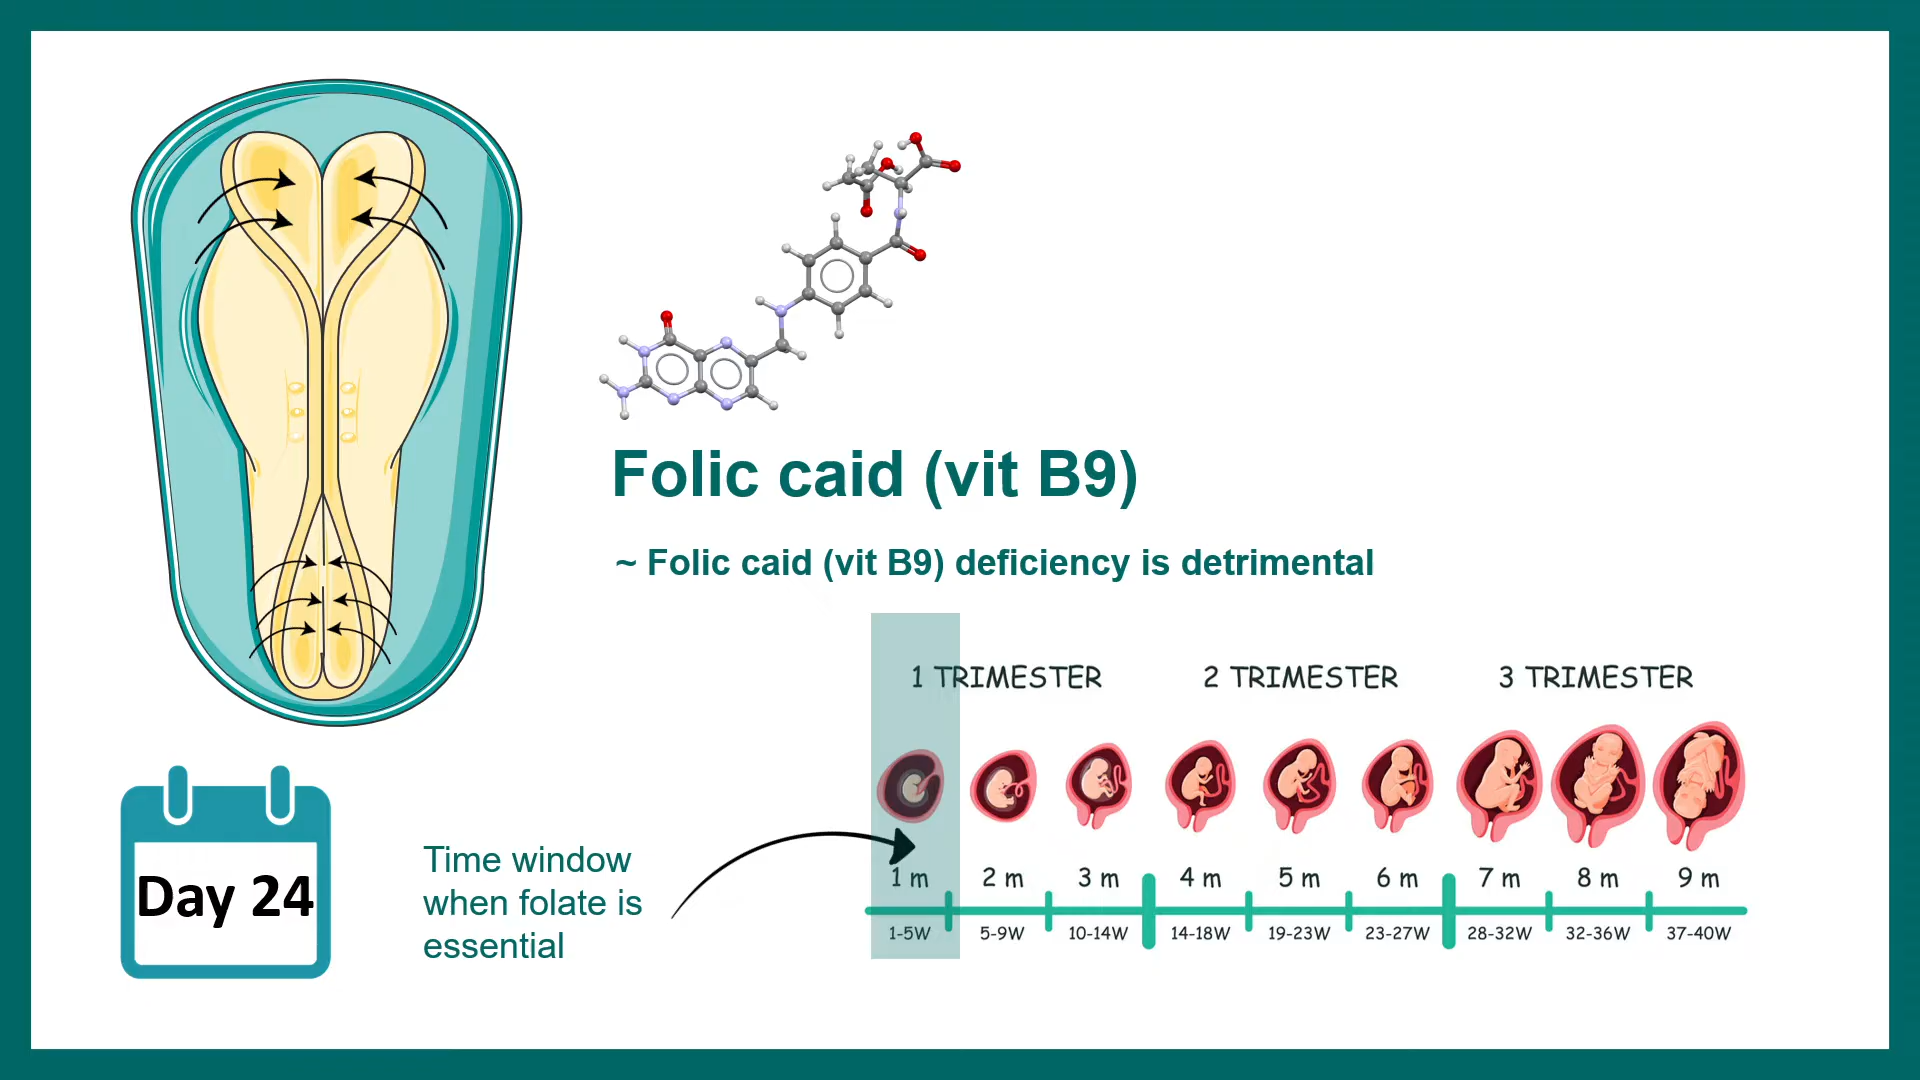 Folic caid (vit B9)
~ Folic caid (vit B9) deficiency is detrimental
1 TRIMESTER 2 TRIMESTER 3 TRIMESTER
Day 24
Time window
when folate is
essential
1 m 2 m 3 m 4 m 5 m 6 m 7 m 8 m 9 m
1-5W 5-9W 10-14W 14-18W 19-23W 23-27W 28-32W 32-36W 37-40W